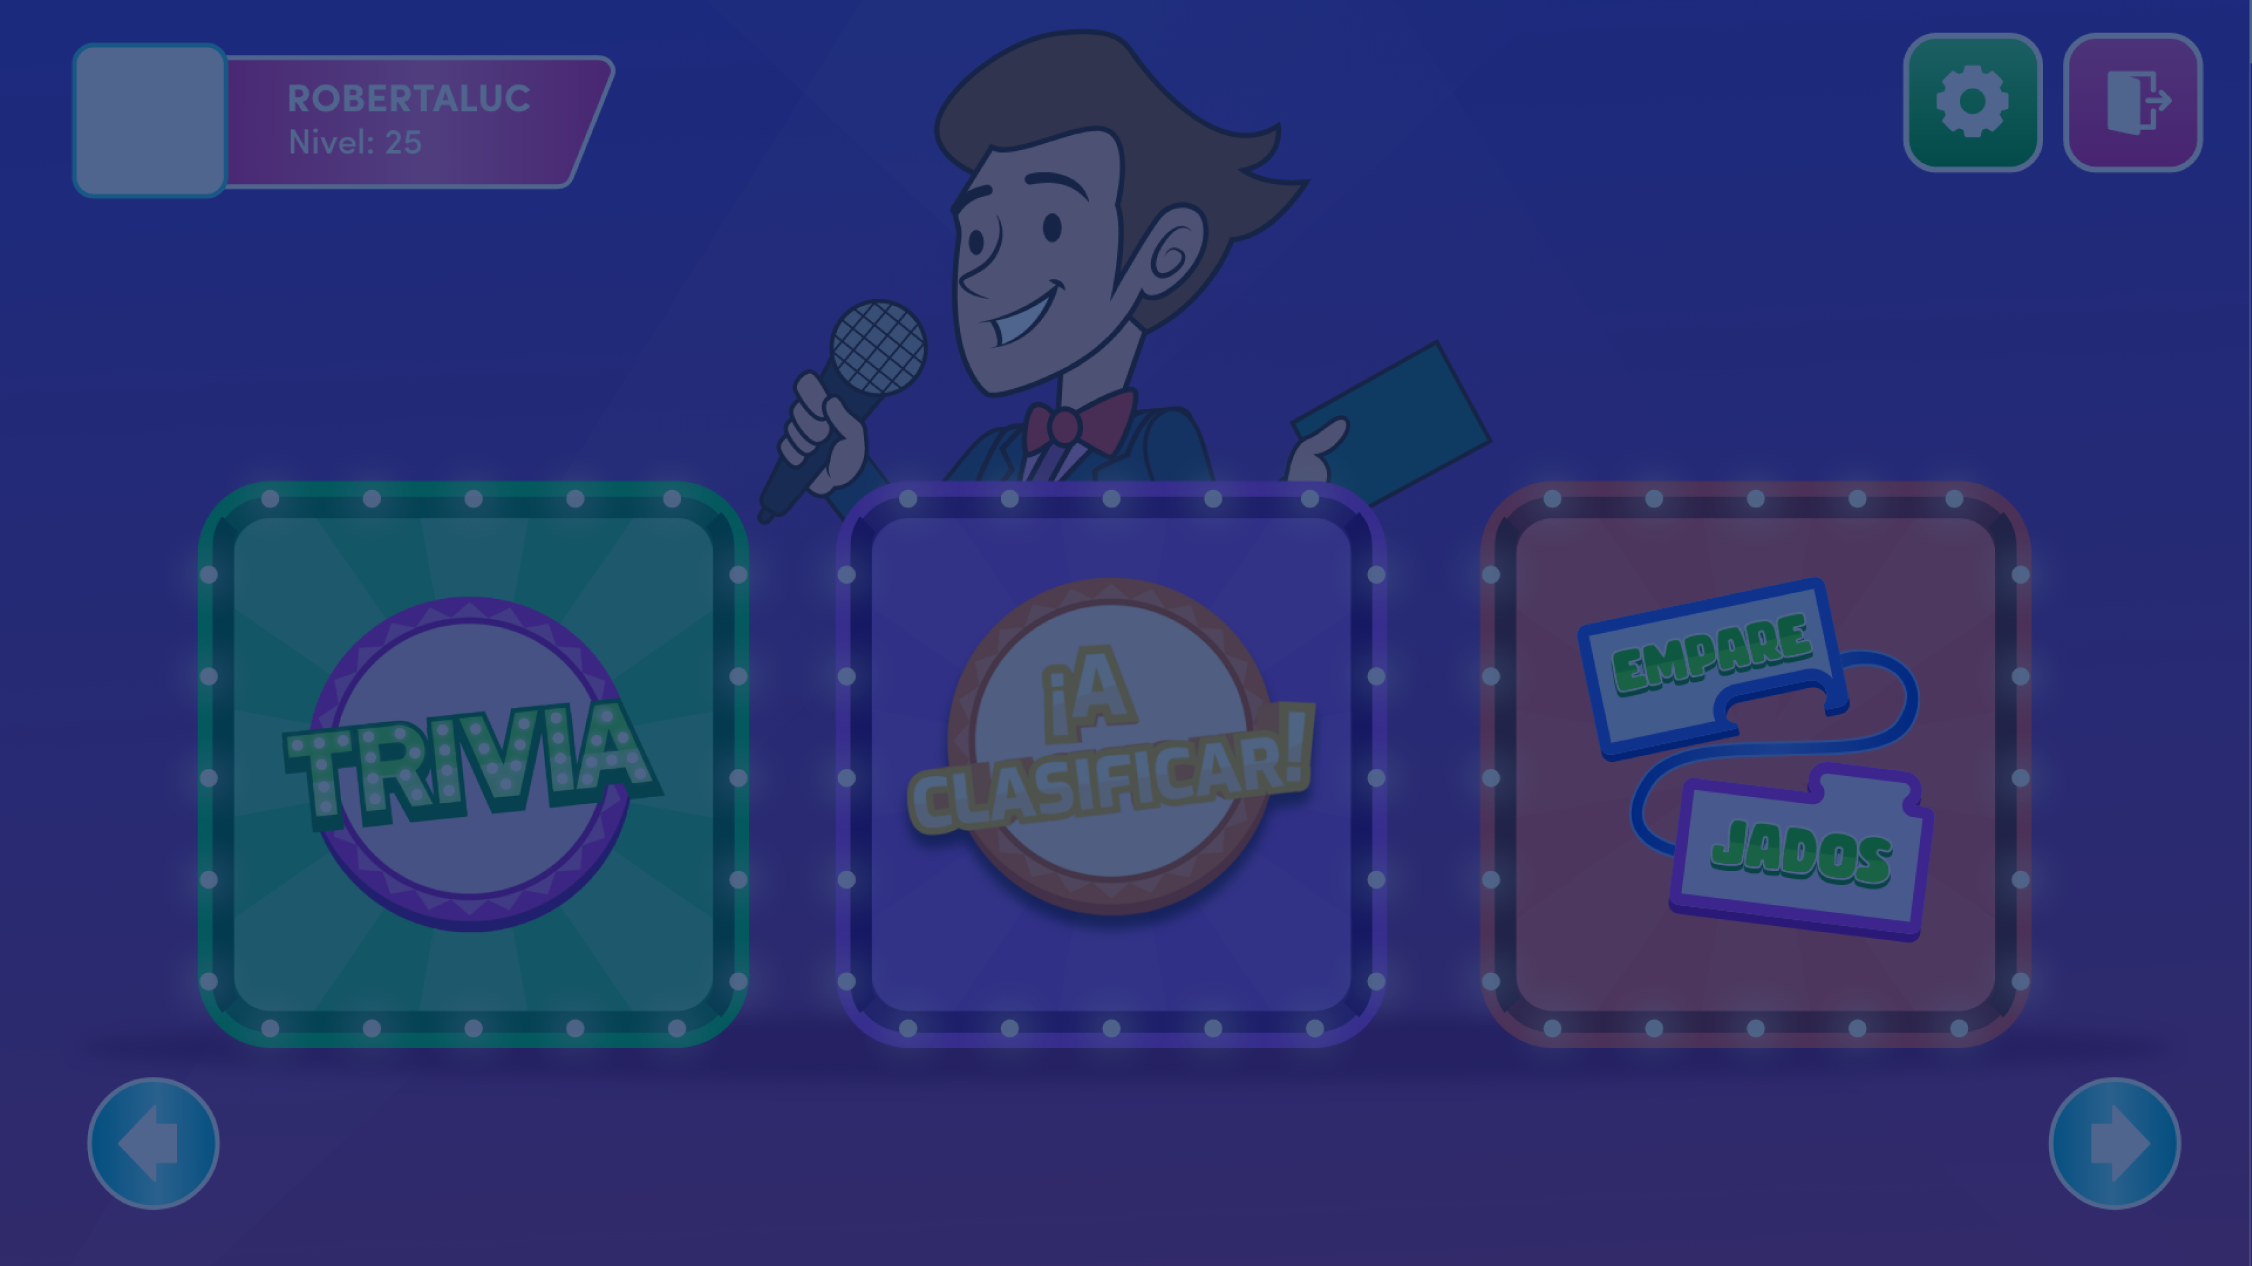 ROBERTALUC
Nivel: 25
TRIVIA
¡A
CLASIFICAR!
EMPARE
JADOS